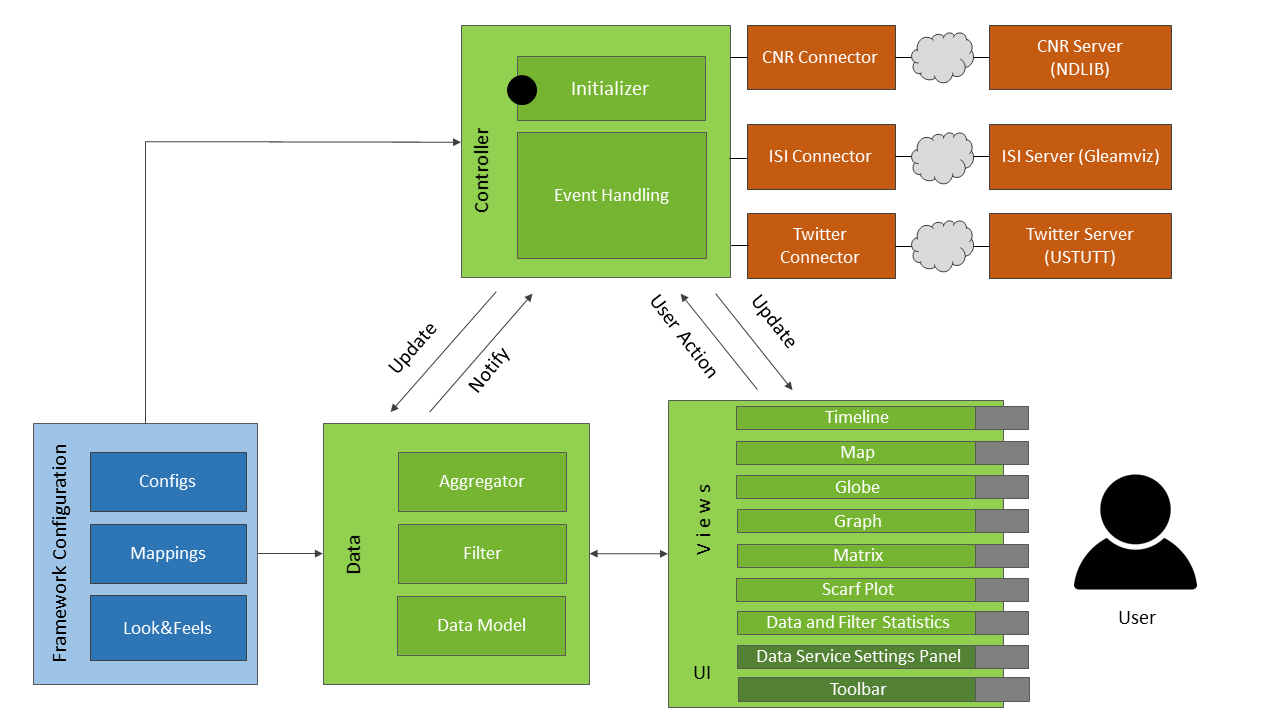 Controller
Initializer
Event Handling
CNR Connector
CNR Server
(NDLIB)
ISI Connector
ISI Server (Gleamviz)
Twitter
Connector
Twitter Server
(USTUTT)
Update
Notify
User Action
Update
Framework Configuration
Configs
Mappings
Look&Feels
Data
Aggregator
Filter
Data Model
Views
Timeline
Map
Globe
Graph
Matrix
Scarf Plot
Data and Filter Statistics
UI
Data Service Settings Panel
Toolbar
User